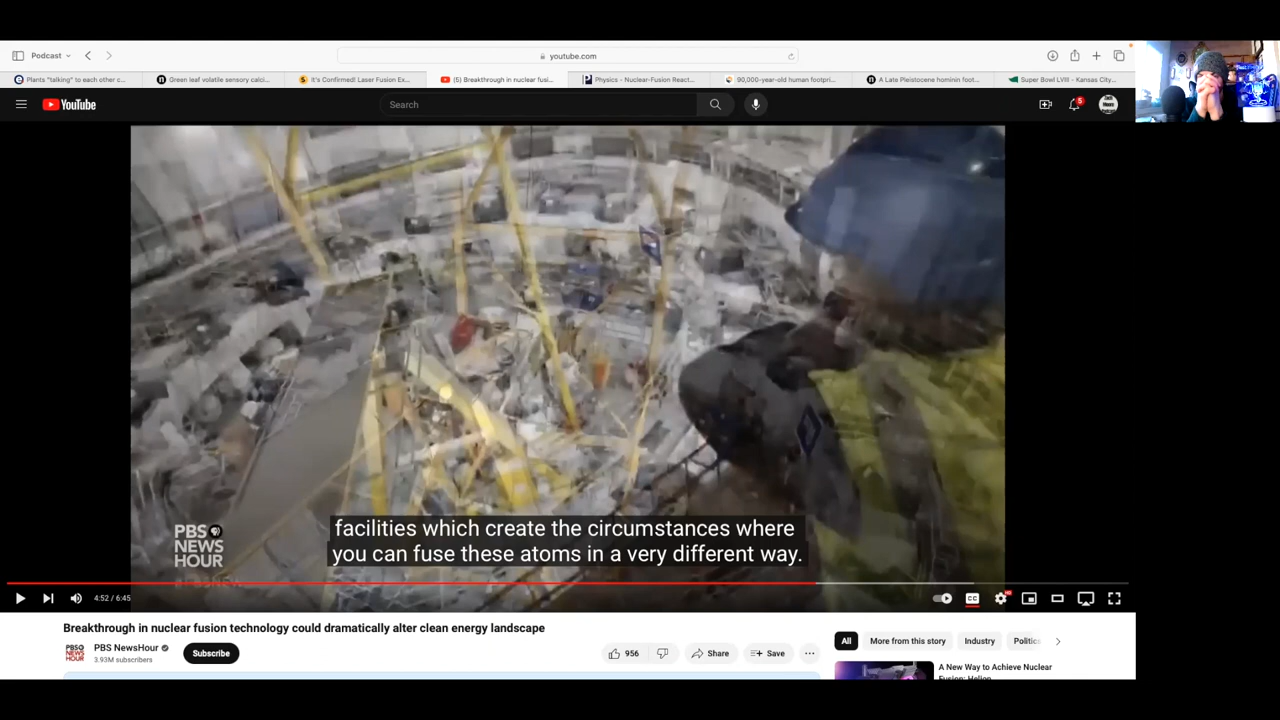 Podcast
youtube.com
Plants "talking" to each other c...
Green leaf volatile sensory calci...
It's Confirmed! Laser Fusion Ex...
(5) Breakthrough in nuclear fusi...
Physics - Nuclear-Fusion React...
90,000-year-old human footpri...
A Late Pleistocene hominin foot...
Super Bowl LVIII - Kansas City...
YouTube
Search
5
PBS
NEWS
HOUR
facilities which create the circumstances where
you can fuse these atoms in a very different way.
4:52 / 6:45
CC
Breakthrough in nuclear fusion technology could dramatically alter clean energy landscape
PBS NewsHour
3.93M subscribers
Subscribe
956
Share
Save
All
More from this story
Industry
Politics
A New Way to Achieve Nuclear
Fusion: Helion